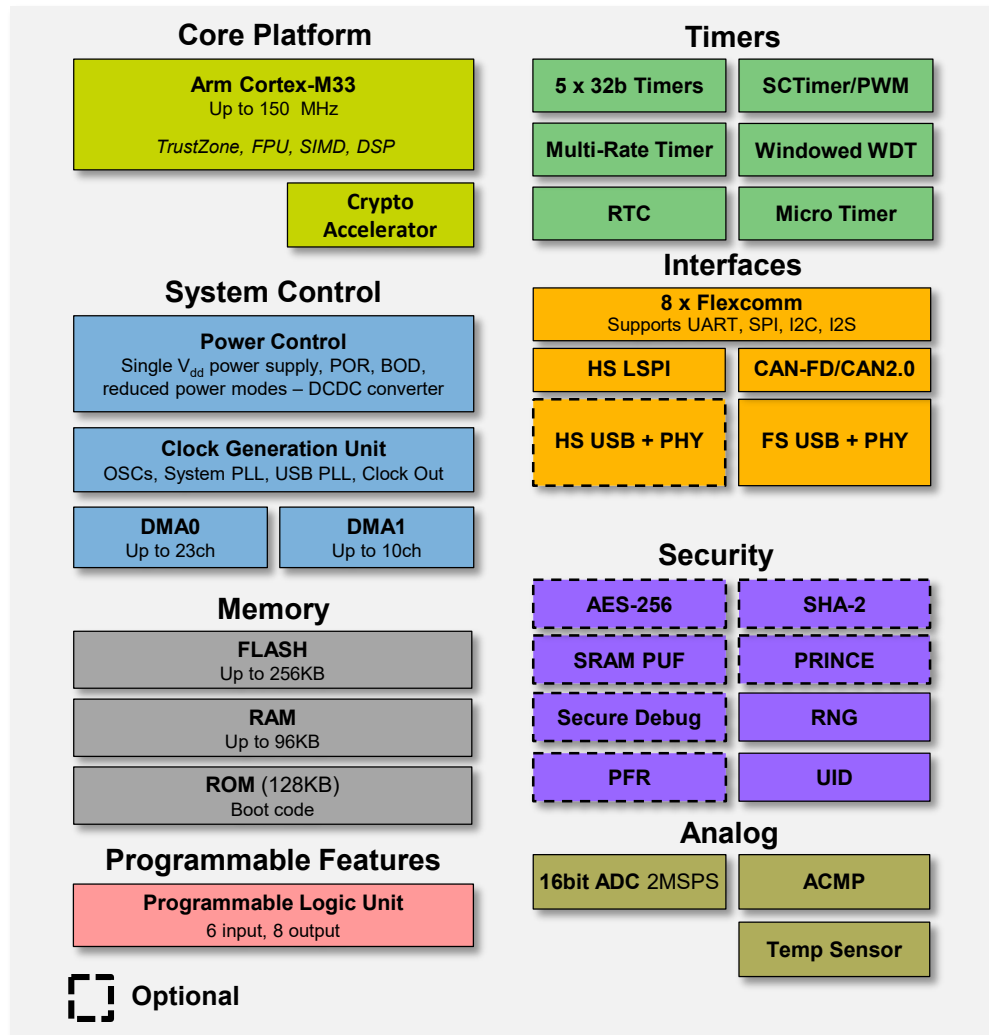 Core Platform
Arm Cortex-M33
Up to 150 MHz
TrustZone, FPU, SIMD, DSP
Crypto
Accelerator
System Control
Power Control
Single Vdd power supply, POR, BOD,
reduced power modes – DCDC converter
Clock Generation Unit
OSCs, System PLL, USB PLL, Clock Out
DMA0
Up to 23ch
DMA1
Up to 10ch
Memory
FLASH
Up to 256KB
RAM
Up to 96KB
ROM (128KB)
Boot code
Programmable Features
Programmable Logic Unit
6 input, 8 output
Optional
Timers
5 x 32b Timers
SCTimer/PWM
Multi-Rate Timer
Windowed WDT
RTC
Micro Timer
Interfaces
8 x Flexcomm
Supports UART, SPI, I2C, I2S
HS LSPI
CAN-FD/CAN2.0
HS USB + PHY
FS USB + PHY
Security
AES-256
SHA-2
SRAM PUF
PRINCE
Secure Debug
RNG
PFR
UID
Analog
16bit ADC 2MSPS
ACMP
Temp Sensor